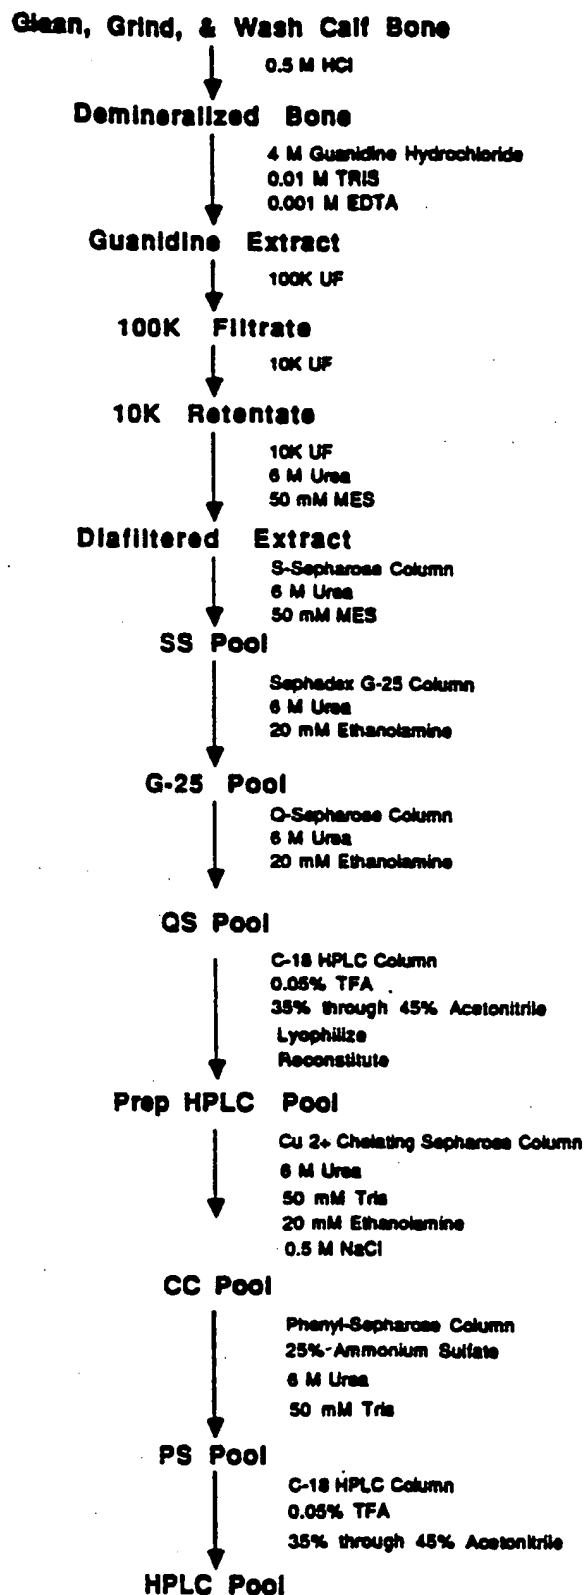 Clean, Grind, & Wash Calf Bone
0.5 M HCl
Demineralized Bone
4 M Guanidine Hydrochloride
0.01 M TRIS
0.001 M EDTA
Guanidine Extract
100K UF
100K Filtrate
10K UF
10K Retentate
10K UF
6 M Urea
50 mM MES
Diafiltered Extract
S-Sepharose Column
6 M Urea
50 mM MES
SS Pool
Sephadex G-25 Column
6 M Urea
20 mM Ethanolamine
G-25 Pool
Q-Sepharose Column
6 M Urea
20 mM Ethanolamine
QS Pool
C-18 HPLC Column
0.05% TFA
35% through 45% Acetonitrile
Lyophilize
Reconstitute
Prep HPLC Pool
Cu 2+ Chelating Sepharose Column
6 M Urea
50 mM Tris
20 mM Ethanolamine
0.5 M NaCl
CC Pool
Phenyl-Sepharose Column
25% Ammonium Sulfate
6 M Urea
50 mM Tris
PS Pool
C-18 HPLC Column
0.05% TFA
35% through 45% Acetonitrile
HPLC Pool